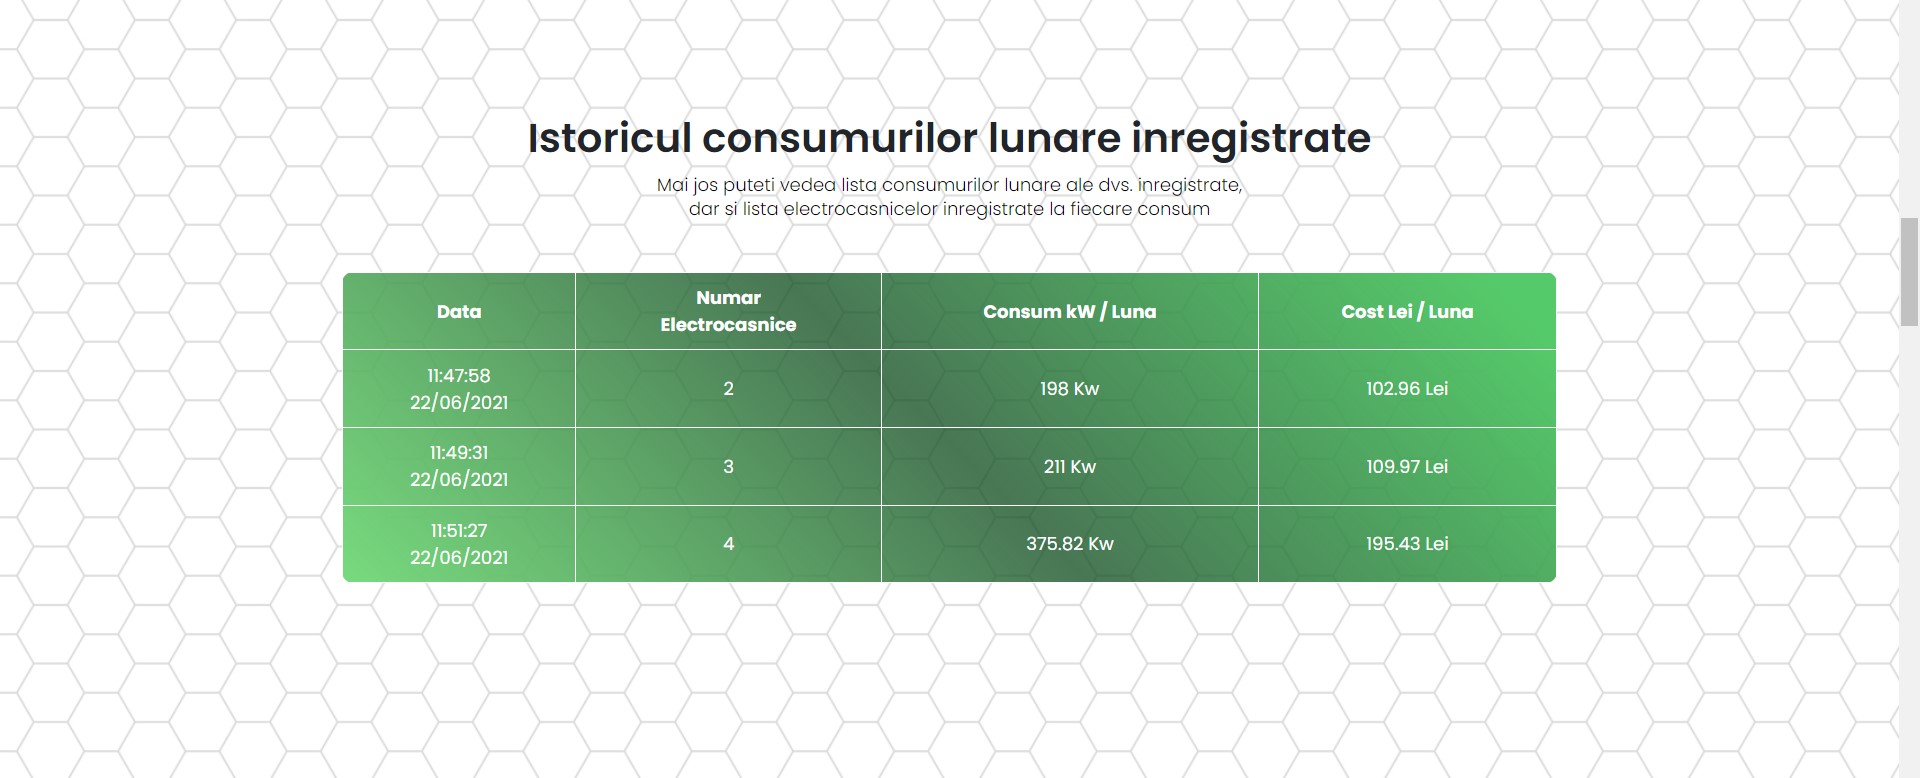 Istoricul consumurilor lunare inregistrate
Mai jos puteti vedea lista consumurilor lunare ale dvs. inregistrate,
dar si lista electrocasnicelor inregistrate la fiecare consum
Data
Numar
Electrocasnice
Consum kW / Luna
Cost Lei / Luna
11:47:58
22/06/2021
2
198 Kw
102.96 Lei
11:49:31
22/06/2021
3
211 Kw
109.97 Lei
11:51:27
22/06/2021
4
375.82 Kw
195.43 Lei